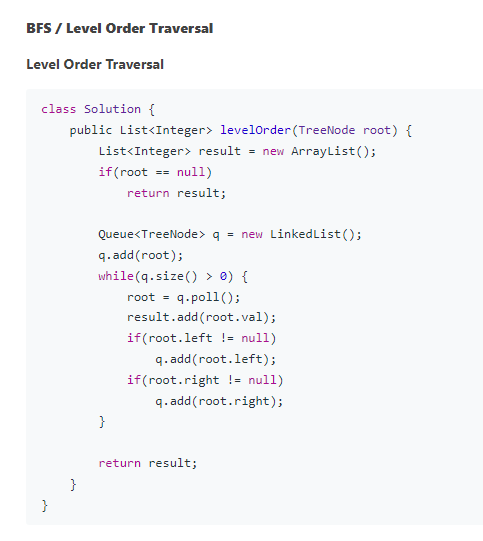 BFS / Level Order Traversal
Level Order Traversal
class Solution {
    public List<Integer> levelOrder(TreeNode root) {
        List<Integer> result = new ArrayList();
        if(root == null)
            return result;

        Queue<TreeNode> q = new LinkedList();
        q.add(root);
        while(q.size() > 0) {
            root = q.poll();
            result.add(root.val);
            if(root.left != null)
                q.add(root.left);
            if(root.right != null)
                q.add(root.right);
        }

        return result;
    }
}